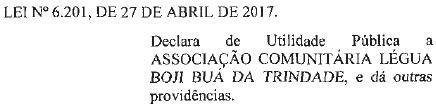 LEI Nº 6.201, DE 27 DE ABRIL DE 2017.
Declara de Utilidade Pública a
ASSOCIAÇÃO COMUNITÁRIA LÉGUA
BOJI BUÁ DA TRINDADE, e dá outras
providências.